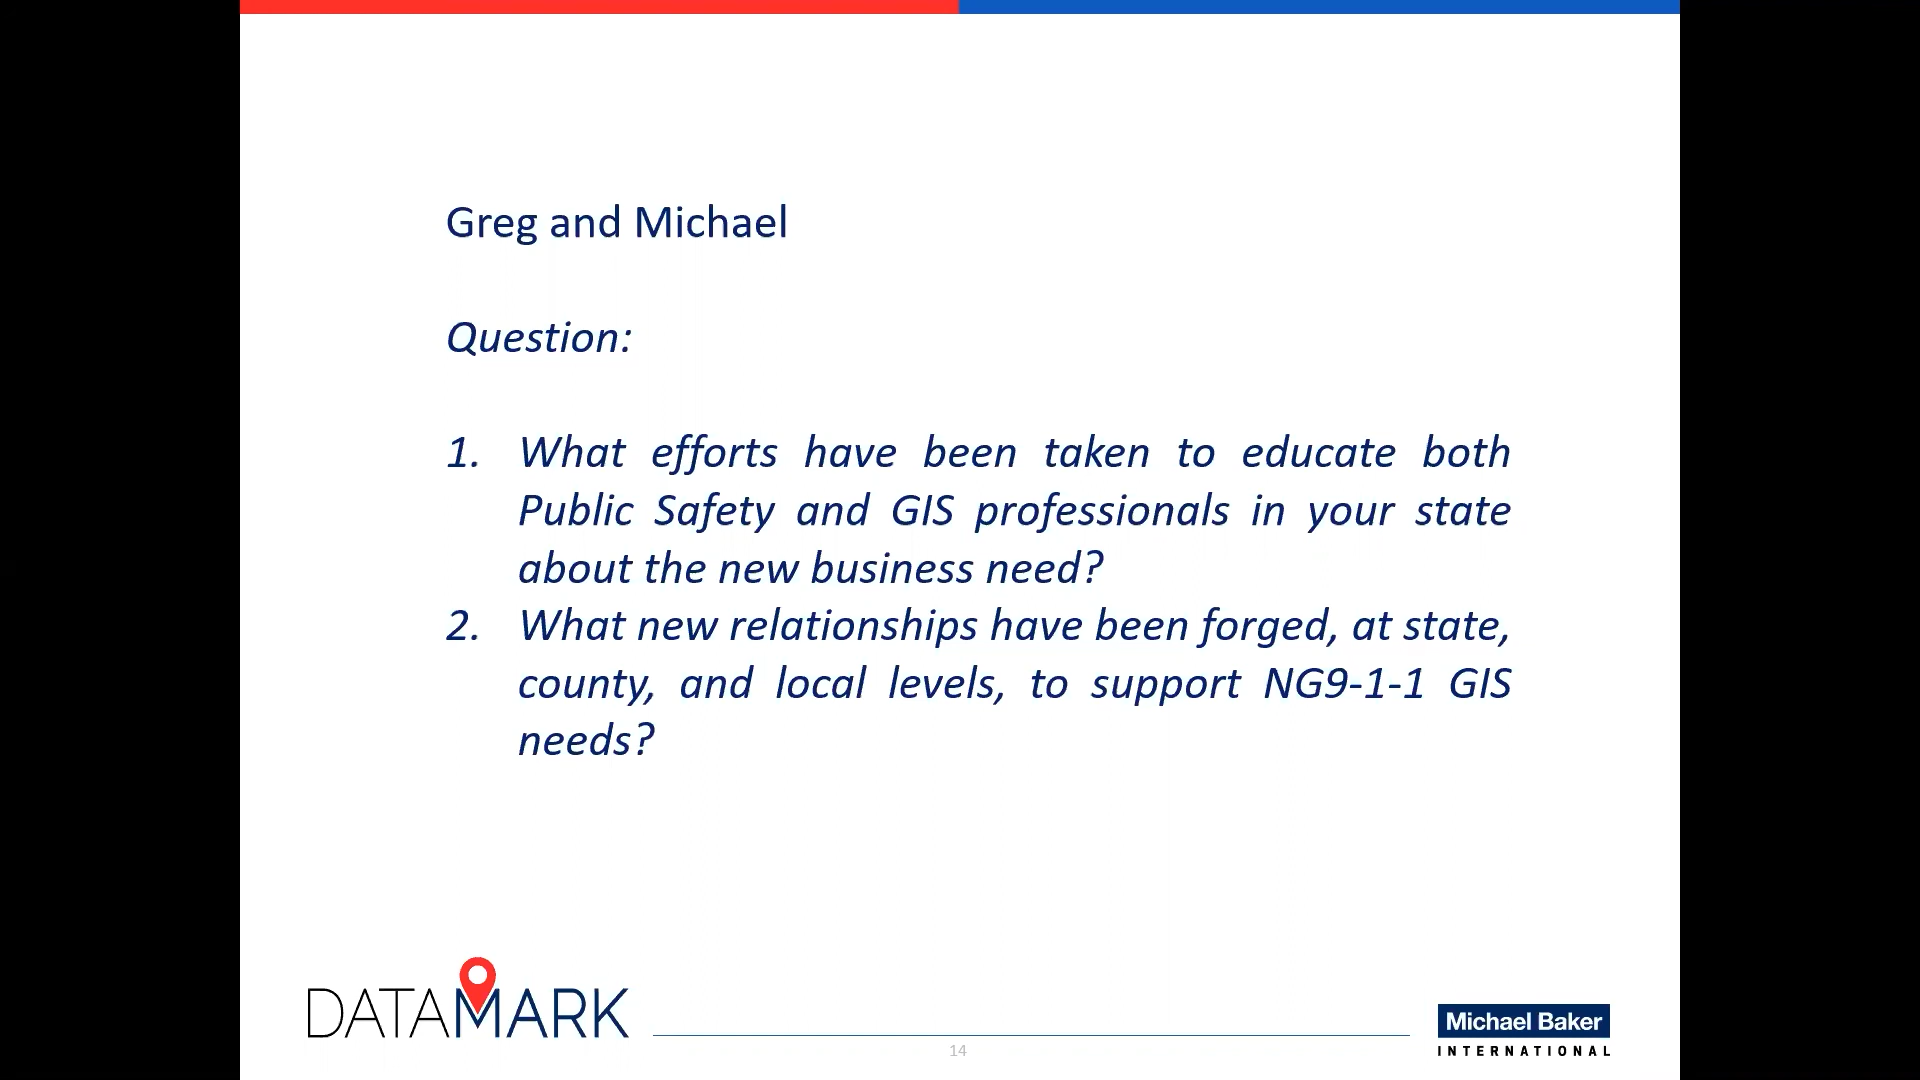 Greg and Michael
Question:
1. What efforts have been taken to educate both
Public Safety and GIS professionals in your state
about the new business need?
2. What new relationships have been forged, at state,
county, and local levels, to support NG9-1-1 GIS
needs?
DATAMARK
14
Michael Baker
INTERNATIONAL